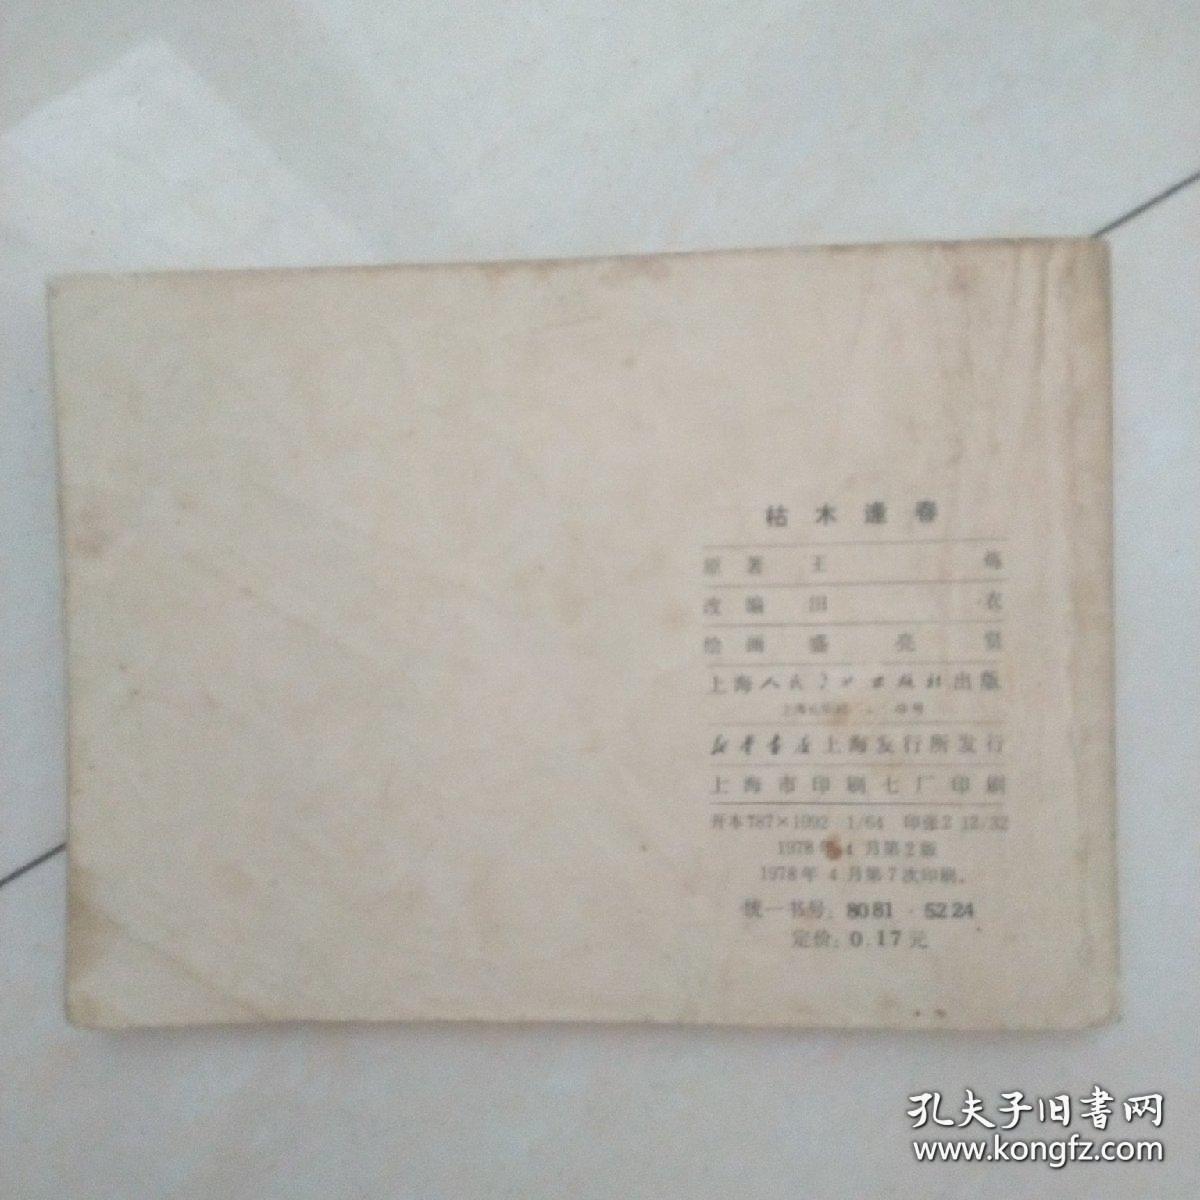 枯木逢春
原著 王 炼
改编 田 衣
绘画 盛亮
上海人民 出版社出版
新华书店上海发行所发行
上海市印刷七厂印刷
开本787×1092 1/64 印张2 12/32
1978年4月第2版
1978年4月第7次印刷。
统一书号：8081·5224
定价：0.17元
孔夫子旧書网
www.kongfz.com